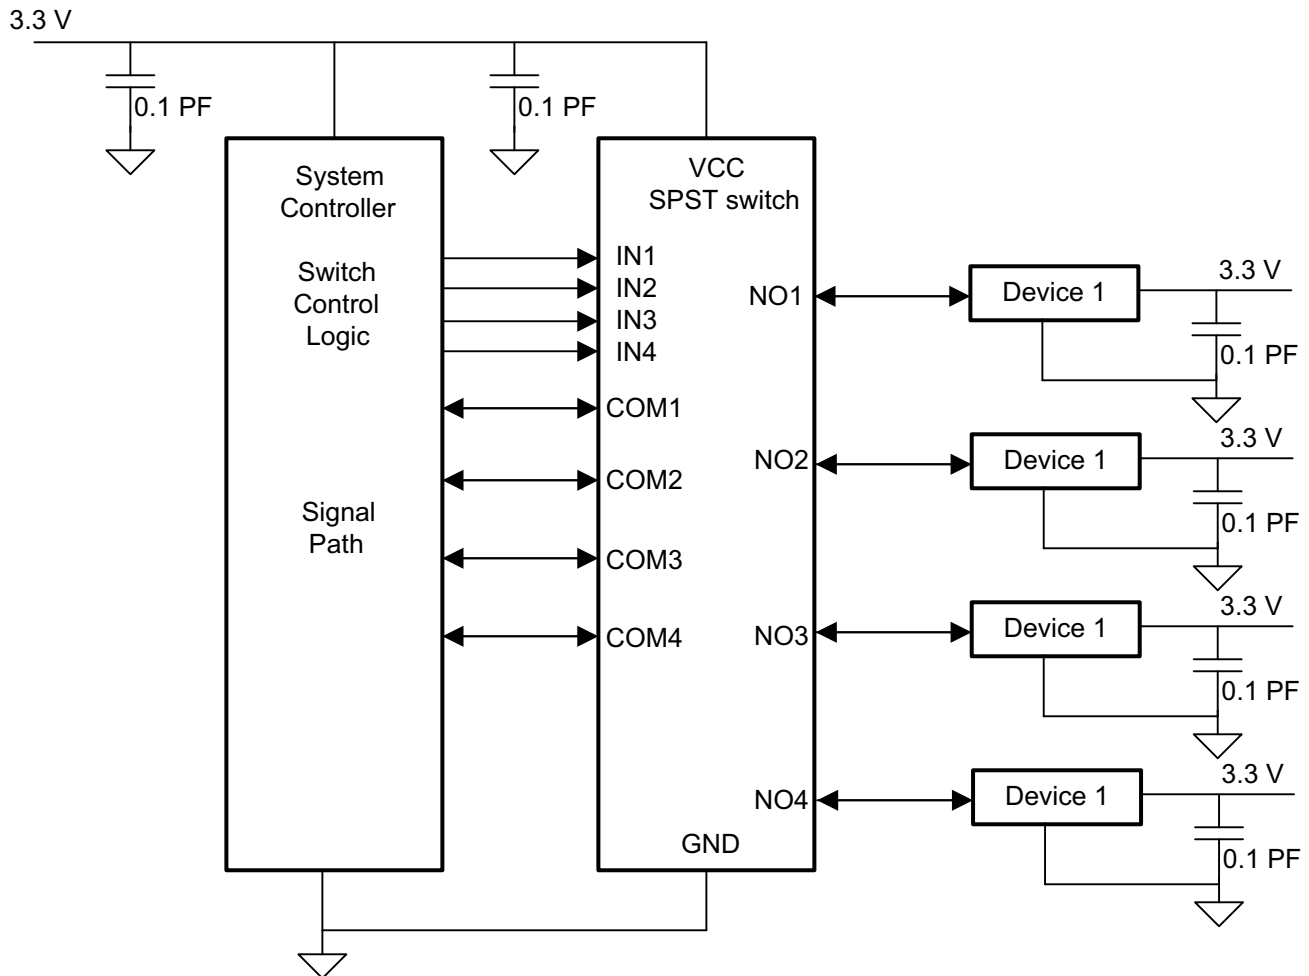 3.3 V
0.1 PF
0.1 PF
System
Controller
Switch
Control
Logic
Signal
Path
VCC
SPST switch
IN1
IN2
IN3
IN4
COM1
COM2
COM3
COM4
NO1
NO2
NO3
NO4
GND
Device 1
3.3 V
0.1 PF
Device 1
3.3 V
0.1 PF
Device 1
3.3 V
0.1 PF
Device 1
3.3 V
0.1 PF